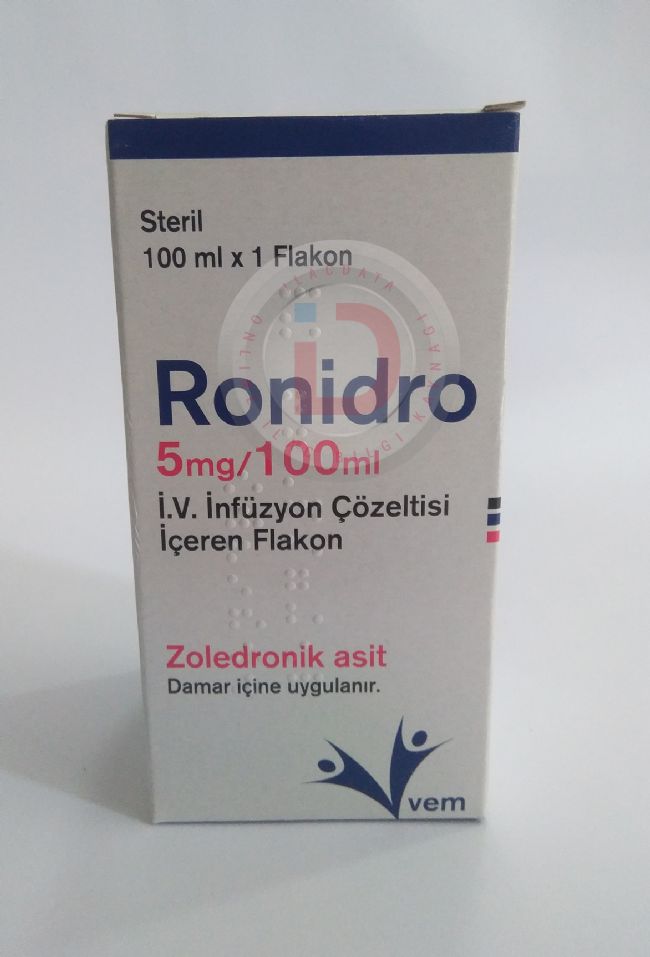 Steril
100 ml x 1 Flakon
Ronidro
5mg/100ml
İ.V. İnfüzyon Çözeltisi
İçeren Flakon
Zoledronik asit
Damar içine uygulanır.
vem